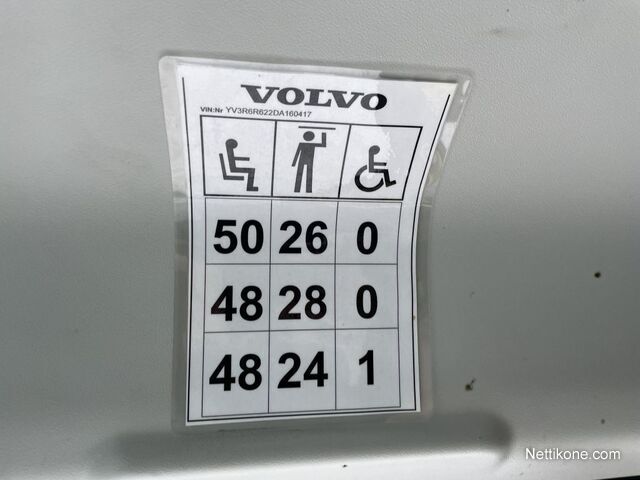 VOLVO
VIN:Nr YV3R6R622DA160417
50 26 0
48 28 0
48 24 1
Nettikone.com